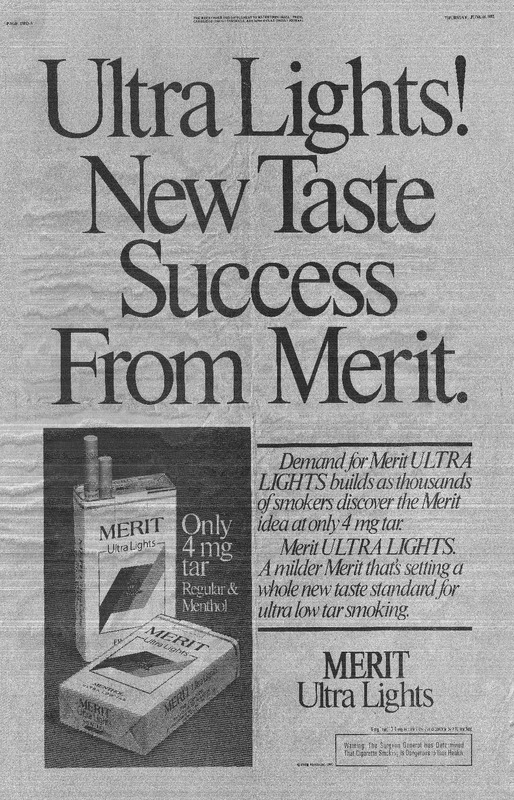 Ultra Lights!
New Taste
Success
From Merit.
MERIT
Ultra Lights
Only
4 mg
tar
Regular &
Menthol
MERIT
Ultra Lights
MERIT
Demand for Merit ULTRA
LIGHTS builds as thousands
of smokers discover the Merit
idea at only 4 mg tar.
Merit ULTRA LIGHTS.
A milder Merit that's setting a
whole new taste standard for
ultra low tar smoking.
MERIT
Ultra Lights
Warning: The Surgeon General Has Determined
That Cigarette Smoking Is Dangerous to Your Health.